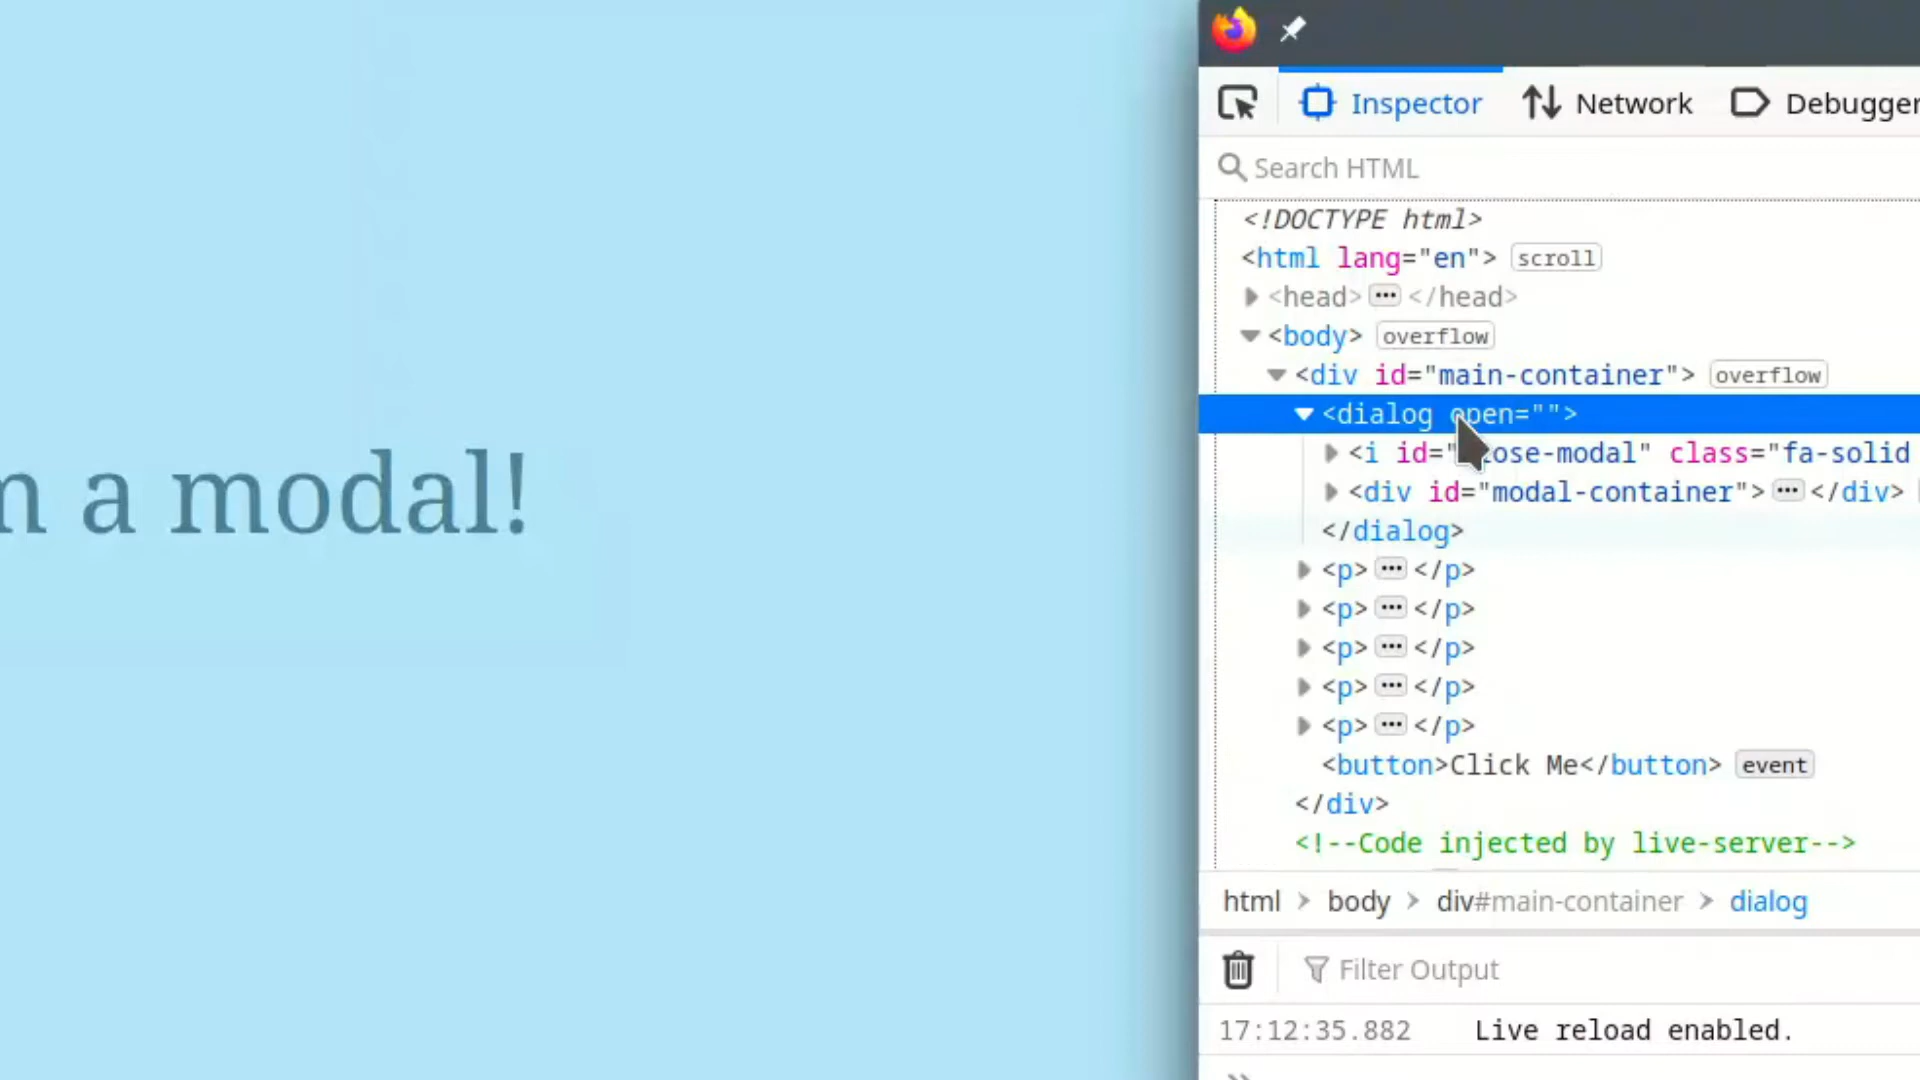 a modal!
Inspector
Network
Debugger
Search HTML
<!DOCTYPE html>
<html lang="en"> scroll
<head> ••• </head>
<body> overflow
<div id="main-container"> overflow
<dialog open="">
<i id=" ose-modal" class="fa-solid
<div id="modal-container"> ••• </div>
</dialog>
<p> ••• </p>
<p> ••• </p>
<p> ••• </p>
<p> ••• </p>
<p> ••• </p>
<button>Click Me</button> event
</div>
<!--Code injected by live-server-->
html > body > div#main-container > dialog
Filter Output
17:12:35.882 Live reload enabled.